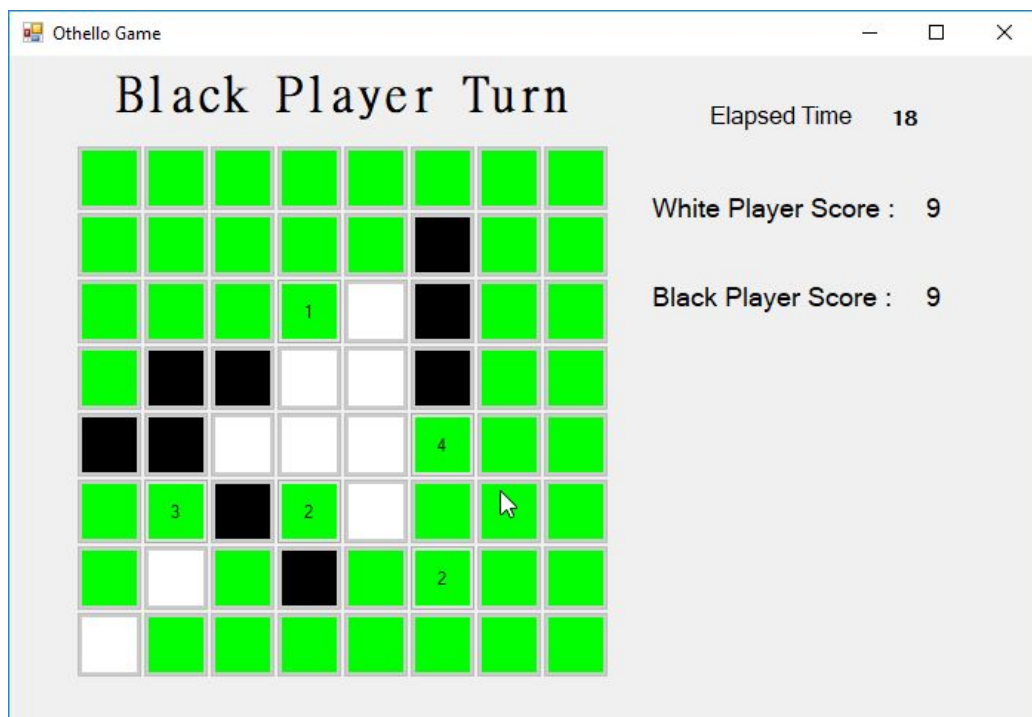 Othello Game
Black Player Turn
Elapsed Time 18
White Player Score : 9
Black Player Score : 9
1
4
3 2
2